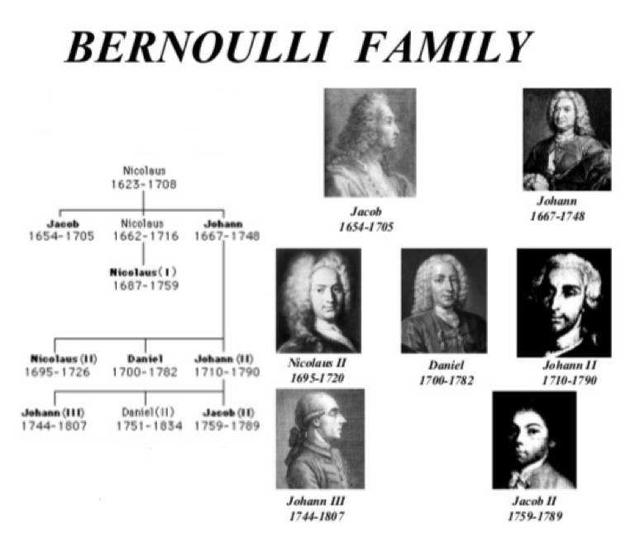 BERNOULLI FAMILY
Nicolaus
1623-1708
Jacob Nicolaus Johann
1654-1705 1662-1716 1667-1748
Nicolaus(I)
1687-1759
Nicolaus (II) Daniel Johann (II)
1695-1726 1700-1782 1710-1790
Johann (III) Daniel(II) Jacob (II)
1744-1807 1751-1834 1759-1789
Jacob
1654-1705
Johann
1667-1748
Nicolaus II
1695-1720
Daniel
1700-1782
Johann II
1710-1790
Johann III
1744-1807
Jacob II
1759-1789